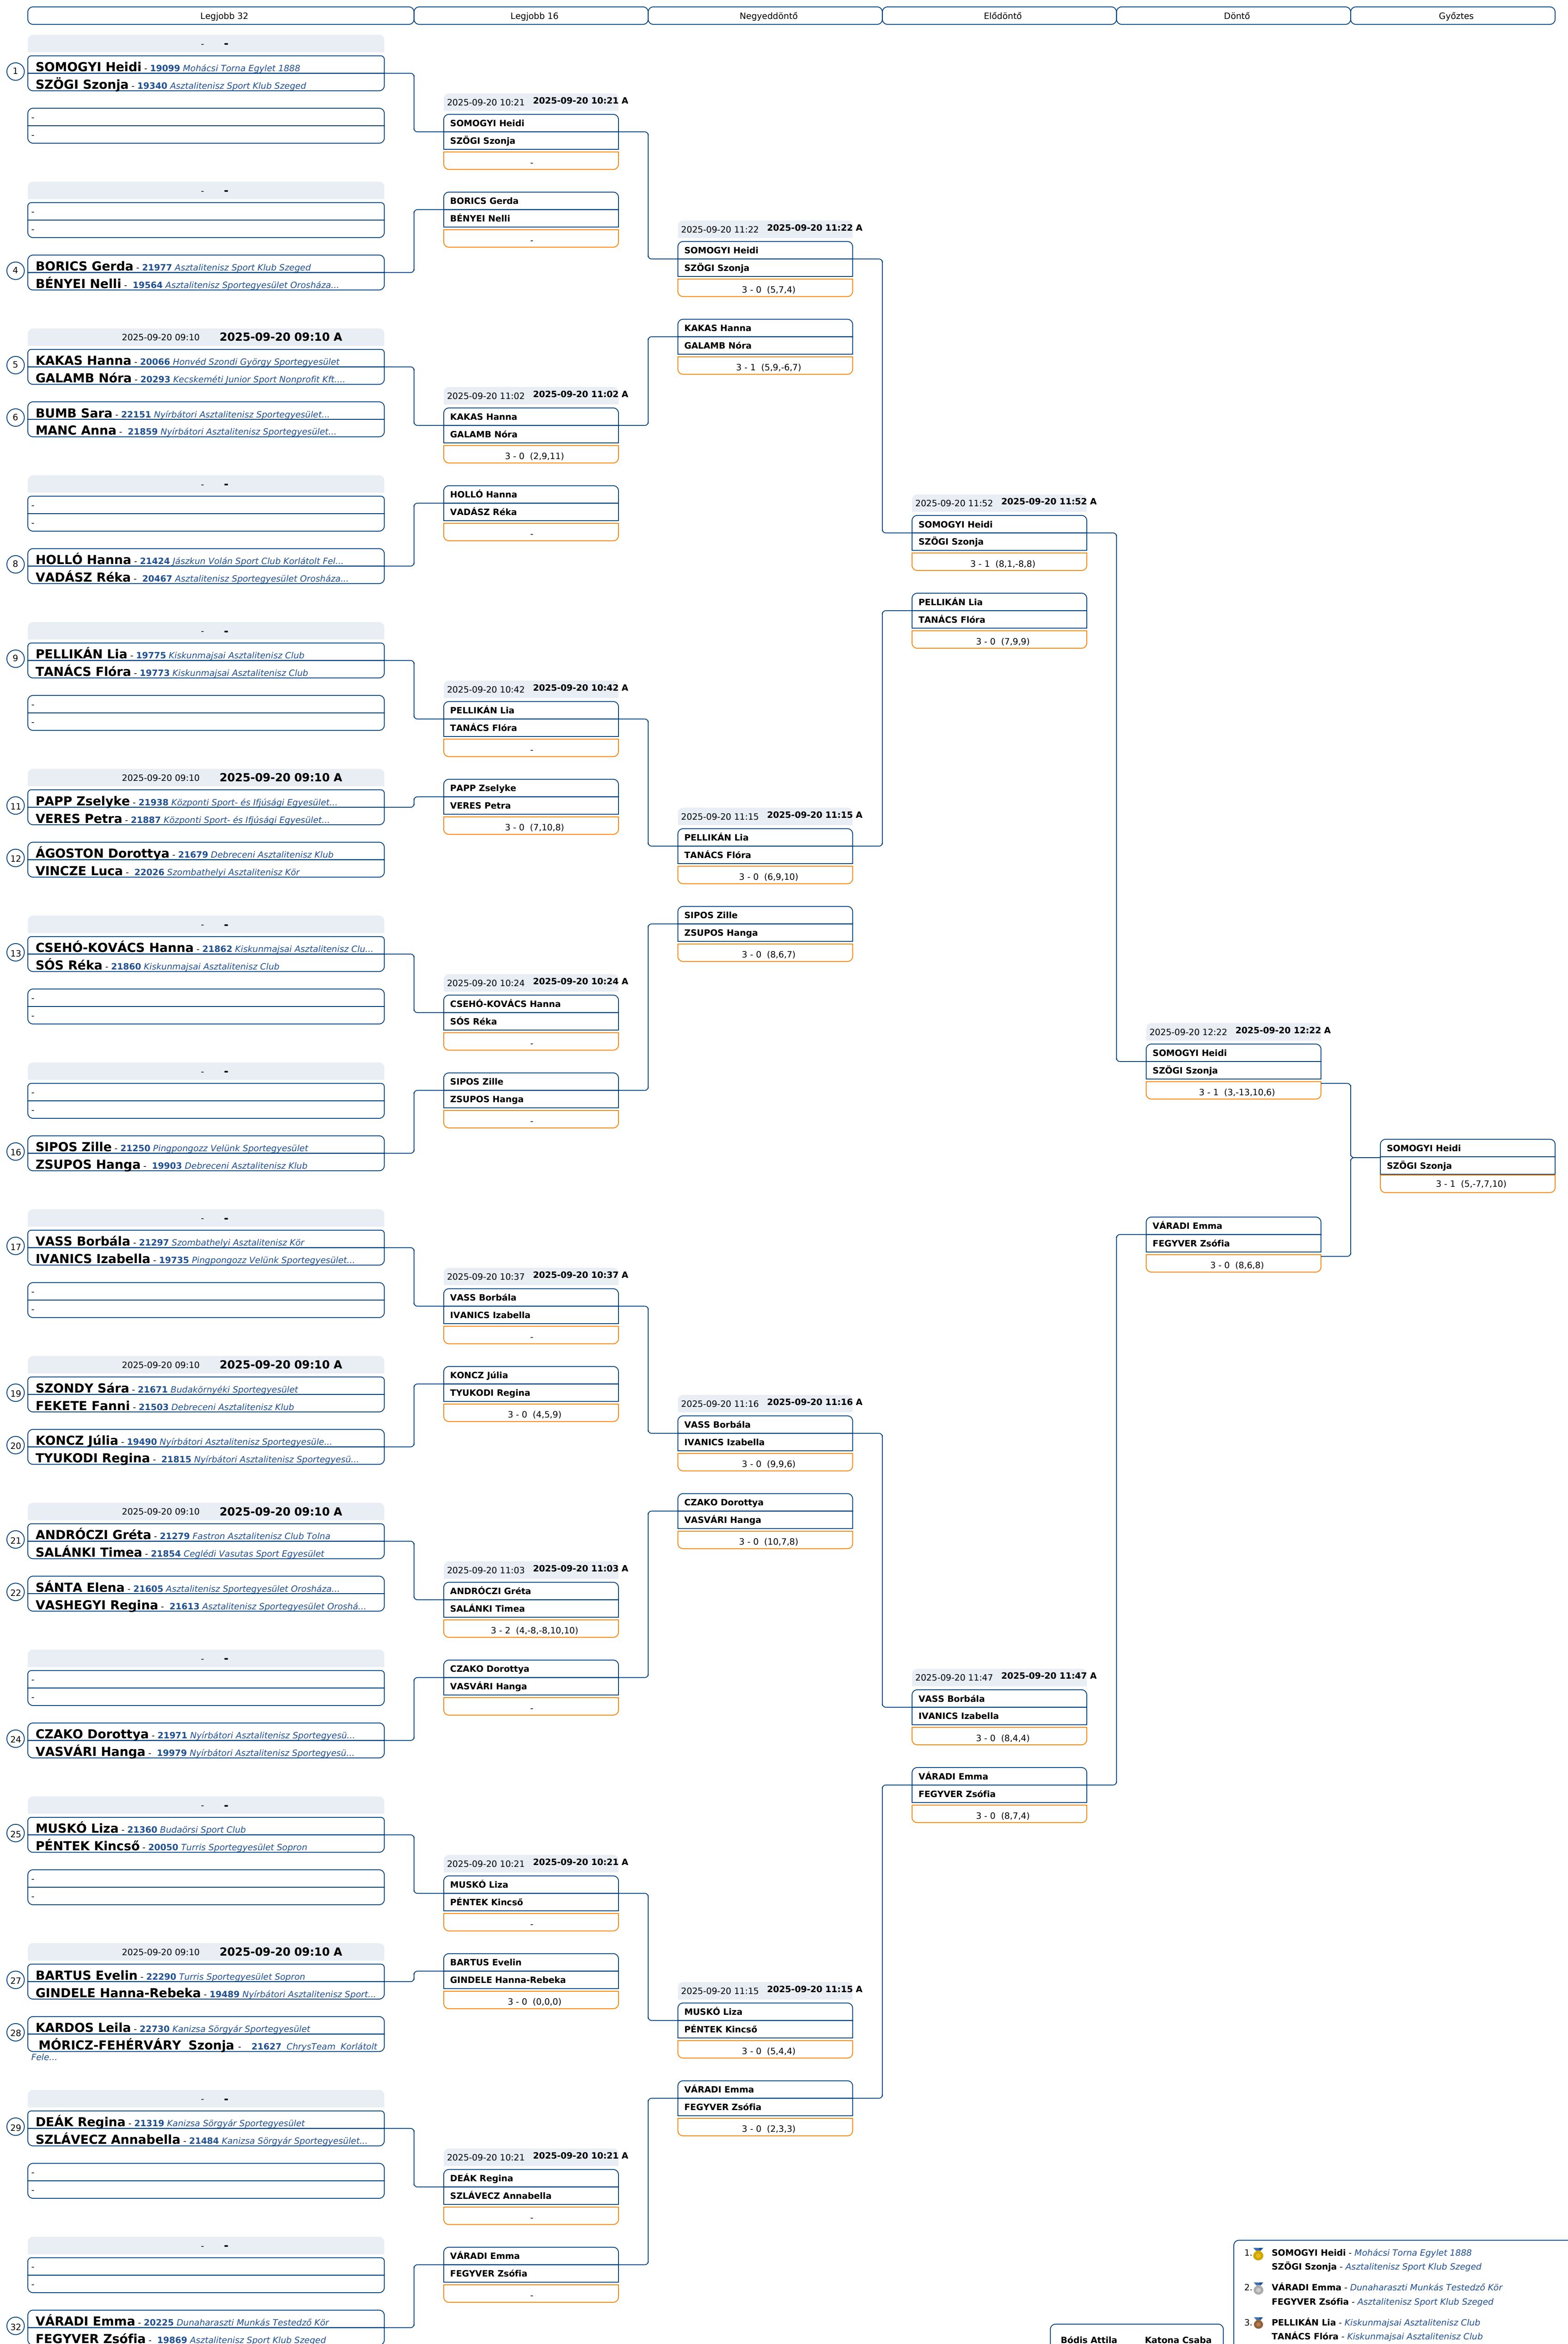 Legjobb 32
Legjobb 16
Negyeddöntő
Elődöntő
Döntő
Győztes
- -
1
SOMOGYI Heidi - 19099 Mohácsi Torna Egylet 1888
SZÖGI Szonja - 19340 Asztalitenisz Sport Klub Szeged
-
-
- -
-
-
4
BORICS Gerda - 21977 Asztalitenisz Sport Klub Szeged
BÉNYEI Nelli - 19564 Asztalitenisz Sportegyesület Orosháza...
2025-09-20 09:10 2025-09-20 09:10 A
5
KAKAS Hanna - 20066 Honvéd Szondi György Sportegyesület
GALAMB Nóra - 20293 Kecskeméti Junior Sport Nonprofit Kft....
6
BUMB Sara - 22151 Nyírbátori Asztalitenisz Sportegyesület...
MANC Anna - 21859 Nyírbátori Asztalitenisz Sportegyesület...
- -
-
-
8
HOLLÓ Hanna - 21424 Jászkun Volán Sport Club Korlátolt Fel...
VADÁSZ Réka - 20467 Asztalitenisz Sportegyesület Orosháza...
- -
9
PELLIKÁN Lia - 19775 Kiskunmajsai Asztalitenisz Club
TANÁCS Flóra - 19773 Kiskunmajsai Asztalitenisz Club
-
-
2025-09-20 09:10 2025-09-20 09:10 A
11
PAPP Zselyke - 21938 Központi Sport- és Ifjúsági Egyesület...
VERES Petra - 21887 Központi Sport- és Ifjúsági Egyesület...
12
ÁGOSTON Dorottya - 21679 Debreceni Asztalitenisz Klub
VINCZE Luca - 22026 Szombathelyi Asztalitenisz Kör
- -
13
CSEHÓ-KOVÁCS Hanna - 21862 Kiskunmajsai Asztalitenisz Clu...
SÓS Réka - 21860 Kiskunmajsai Asztalitenisz Club
-
-
- -
-
-
16
SIPOS Zille - 21250 Pingpongozz Velünk Sportegyesület
ZSUPOS Hanga - 19903 Debreceni Asztalitenisz Klub
- -
17
VASS Borbála - 21297 Szombathelyi Asztalitenisz Kör
IVANICS Izabella - 19735 Pingpongozz Velünk Sportegyesület...
-
-
2025-09-20 09:10 2025-09-20 09:10 A
19
SZONDY Sára - 21671 Budakörnyéki Sportegyesület
FEKETE Fanni - 21503 Debreceni Asztalitenisz Klub
20
KONCZ Júlia - 19490 Nyírbátori Asztalitenisz Sportegyesüle...
TYUKODI Regina - 21815 Nyírbátori Asztalitenisz Sportegyesü...
2025-09-20 09:10 2025-09-20 09:10 A
21
ANDRÓCZI Gréta - 21279 Fastron Asztalitenisz Club Tolna
SALÁNKI Timea - 21854 Ceglédi Vasutas Sport Egyesület
22
SÁNTA Elena - 21605 Asztalitenisz Sportegyesület Orosháza...
VASHEGYI Regina - 21613 Asztalitenisz Sportegyesület Oroshá...
- -
-
-
24
CZAKO Dorottya - 21971 Nyírbátori Asztalitenisz Sportegyesü...
VASVÁRI Hanga - 19979 Nyírbátori Asztalitenisz Sportegyesü...
- -
25
MUSKÓ Liza - 21360 Budaörsi Sport Club
PÉNTEK Kincső - 20050 Turris Sportegyesület Sopron
-
-
2025-09-20 09:10 2025-09-20 09:10 A
27
BARTUS Evelin - 22290 Turris Sportegyesület Sopron
GINDELE Hanna-Rebeka - 19489 Nyírbátori Asztalitenisz Sport...
28
KARDOS Leila - 22730 Kanizsa Sörgyár Sportegyesület
MÓRICZ-FEHÉRVÁRY Szonja - 21627 ChrysTeam Korlátolt
Fele...
- -
29
DEÁK Regina - 21319 Kanizsa Sörgyár Sportegyesület
SZLÁVECZ Annabella - 21484 Kanizsa Sörgyár Sportegyesület...
-
-
- -
-
-
32
VÁRADI Emma - 20225 Dunaharaszti Munkás Testedző Kör
FEGYVER Zsófia - 19869 Asztalitenisz Sport Klub Szeged
2025-09-20 10:21 2025-09-20 10:21 A
SOMOGYI Heidi
SZÖGI Szonja
-
BORICS Gerda
BÉNYEI Nelli
-
2025-09-20 11:02 2025-09-20 11:02 A
KAKAS Hanna
GALAMB Nóra
3 - 0 (2,9,11)
HOLLÓ Hanna
VADÁSZ Réka
-
2025-09-20 10:42 2025-09-20 10:42 A
PELLIKÁN Lia
TANÁCS Flóra
-
PAPP Zselyke
VERES Petra
3 - 0 (7,10,8)
2025-09-20 10:24 2025-09-20 10:24 A
CSEHÓ-KOVÁCS Hanna
SÓS Réka
-
SIPOS Zille
ZSUPOS Hanga
-
2025-09-20 10:37 2025-09-20 10:37 A
VASS Borbála
IVANICS Izabella
-
KONCZ Júlia
TYUKODI Regina
3 - 0 (4,5,9)
2025-09-20 11:03 2025-09-20 11:03 A
ANDRÓCZI Gréta
SALÁNKI Timea
3 - 2 (4,-8,-8,10,10)
CZAKO Dorottya
VASVÁRI Hanga
-
2025-09-20 10:21 2025-09-20 10:21 A
MUSKÓ Liza
PÉNTEK Kincső
-
BARTUS Evelin
GINDELE Hanna-Rebeka
3 - 0 (0,0,0)
2025-09-20 10:21 2025-09-20 10:21 A
DEÁK Regina
SZLÁVECZ Annabella
-
VÁRADI Emma
FEGYVER Zsófia
-
2025-09-20 11:22 2025-09-20 11:22 A
SOMOGYI Heidi
SZÖGI Szonja
3 - 0 (5,7,4)
KAKAS Hanna
GALAMB Nóra
3 - 1 (5,9,-6,7)
2025-09-20 11:15 2025-09-20 11:15 A
PELLIKÁN Lia
TANÁCS Flóra
3 - 0 (6,9,10)
SIPOS Zille
ZSUPOS Hanga
3 - 0 (8,6,7)
2025-09-20 11:16 2025-09-20 11:16 A
VASS Borbála
IVANICS Izabella
3 - 0 (9,9,6)
CZAKO Dorottya
VASVÁRI Hanga
3 - 0 (10,7,8)
2025-09-20 11:15 2025-09-20 11:15 A
MUSKÓ Liza
PÉNTEK Kincső
3 - 0 (5,4,4)
VÁRADI Emma
FEGYVER Zsófia
3 - 0 (2,3,3)
2025-09-20 11:52 2025-09-20 11:52 A
SOMOGYI Heidi
SZÖGI Szonja
3 - 1 (8,1,-8,8)
PELLIKÁN Lia
TANÁCS Flóra
3 - 0 (7,9,9)
2025-09-20 11:47 2025-09-20 11:47 A
VASS Borbála
IVANICS Izabella
3 - 0 (8,4,4)
VÁRADI Emma
FEGYVER Zsófia
3 - 0 (8,7,4)
2025-09-20 12:22 2025-09-20 12:22 A
SOMOGYI Heidi
SZÖGI Szonja
3 - 1 (3,-13,10,6)
VÁRADI Emma
FEGYVER Zsófia
3 - 0 (8,6,8)
SOMOGYI Heidi
SZÖGI Szonja
3 - 1 (5,-7,7,10)
Bódis Attila Katona Csaba
1. SOMOGYI Heidi - Mohácsi Torna Egylet 1888
SZÖGI Szonja - Asztalitenisz Sport Klub Szeged
2. VÁRADI Emma - Dunaharaszti Munkás Testedző Kör
FEGYVER Zsófia - Asztalitenisz Sport Klub Szeged
3. PELLIKÁN Lia - Kiskunmajsai Asztalitenisz Club
TANÁCS Flóra - Kiskunmajsai Asztalitenisz Club